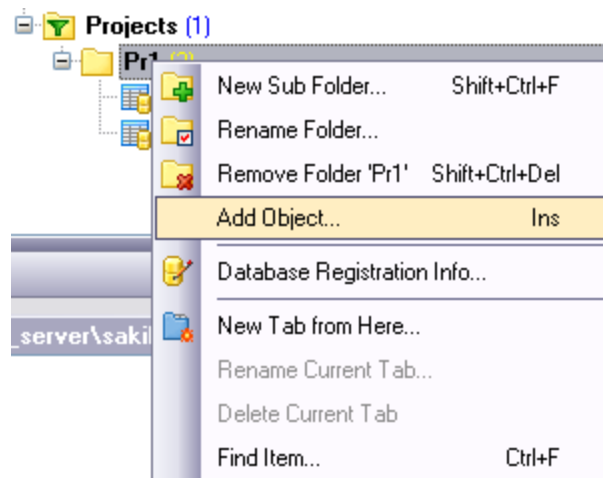 Projects (1)
Pr1 (2)
New Sub Folder... Shift+Ctrl+F
Rename Folder...
Remove Folder 'Pr1' Shift+Ctrl+Del
Add Object... Ins
Database Registration Info...
_server\saki
New Tab from Here...
Rename Current Tab...
Delete Current Tab
Find Item... Ctrl+F